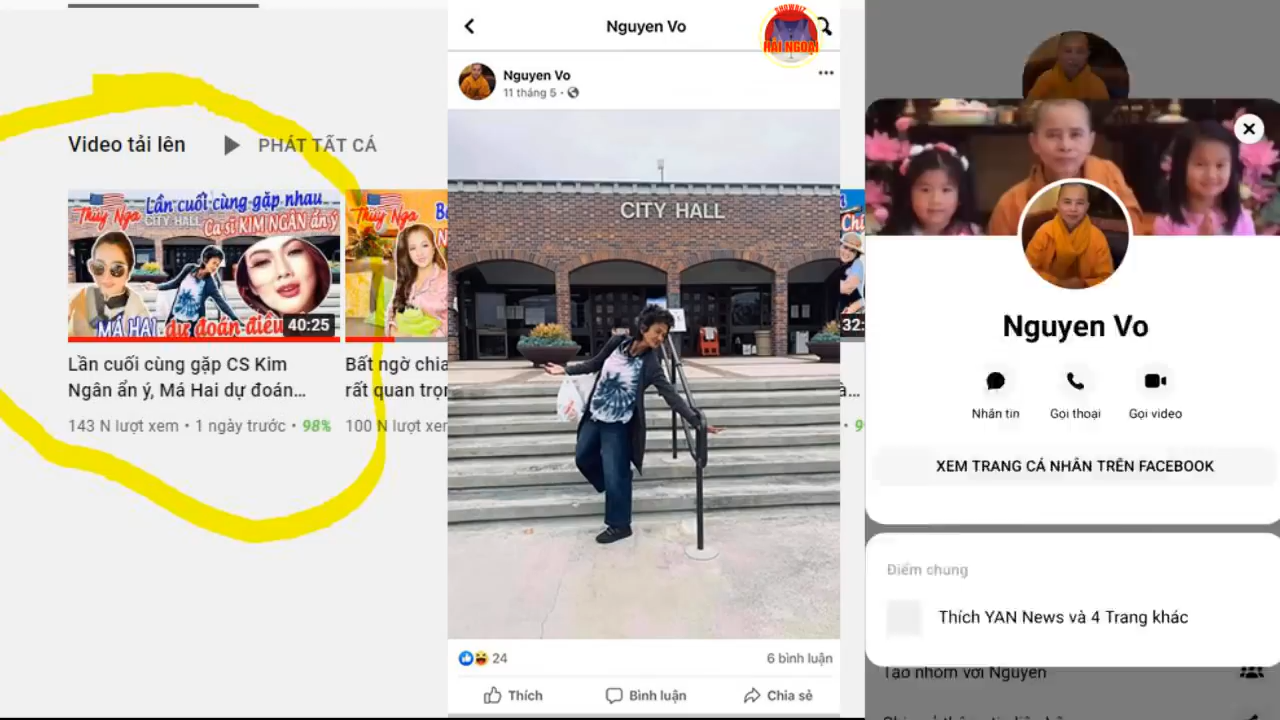 Video tải lên
PHÁT TẤT CẢ
Thúy Nga
Lần cuối cùng gặp nhau
CITY HALL
Ca sĩ KIM NGÂN ẩn ý
MÁ HAI dự đoán điều
40:25
Lần cuối cùng gặp CS Kim
Ngân ẩn ý, Má Hai dự đoán...
143 N lượt xem • 1 ngày trước • 98%
Thúy Nga
Bất ngờ chia
rất quan trọn
100 N lượt xem
Nguyen Vo
SHOWBIZ
HẢI NGOẠI
Nguyen Vo
11 tháng 5 ·
CITY HALL
24
6 bình luận
Thích
Bình luận
Chia sẻ
32:
Nguyen Vo
Nhắn tin
Gọi thoại
Gọi video
XEM TRANG CÁ NHÂN TRÊN FACEBOOK
Điểm chung
Thích YAN News và 4 Trang khác
Tạo nhóm với Nguyen